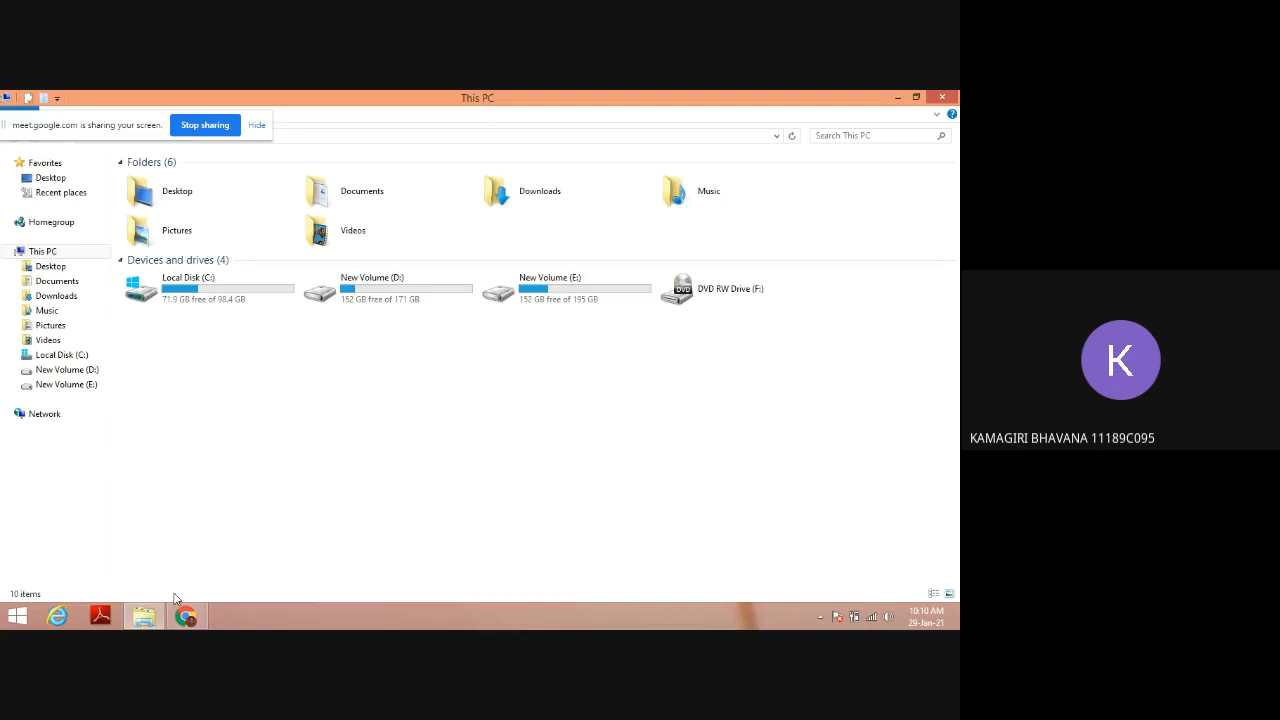 This PC
meet.google.com is sharing your screen.
Stop sharing
Hide
Search This PC
Favorites
Desktop
Recent places
Homegroup
This PC
Desktop
Documents
Downloads
Music
Pictures
Videos
Local Disk (C:)
New Volume (D:)
New Volume (E:)
Network
Folders (6)
Desktop
Documents
Downloads
Music
Pictures
Videos
Devices and drives (4)
Local Disk (C:)
71.9 GB free of 98.4 GB
New Volume (D:)
152 GB free of 171 GB
New Volume (E:)
152 GB free of 195 GB
DVD
DVD RW Drive (F:)
10 items
10:10 AM
29-Jan-21
K
KAMAGIRI BHAVANA 11189C095